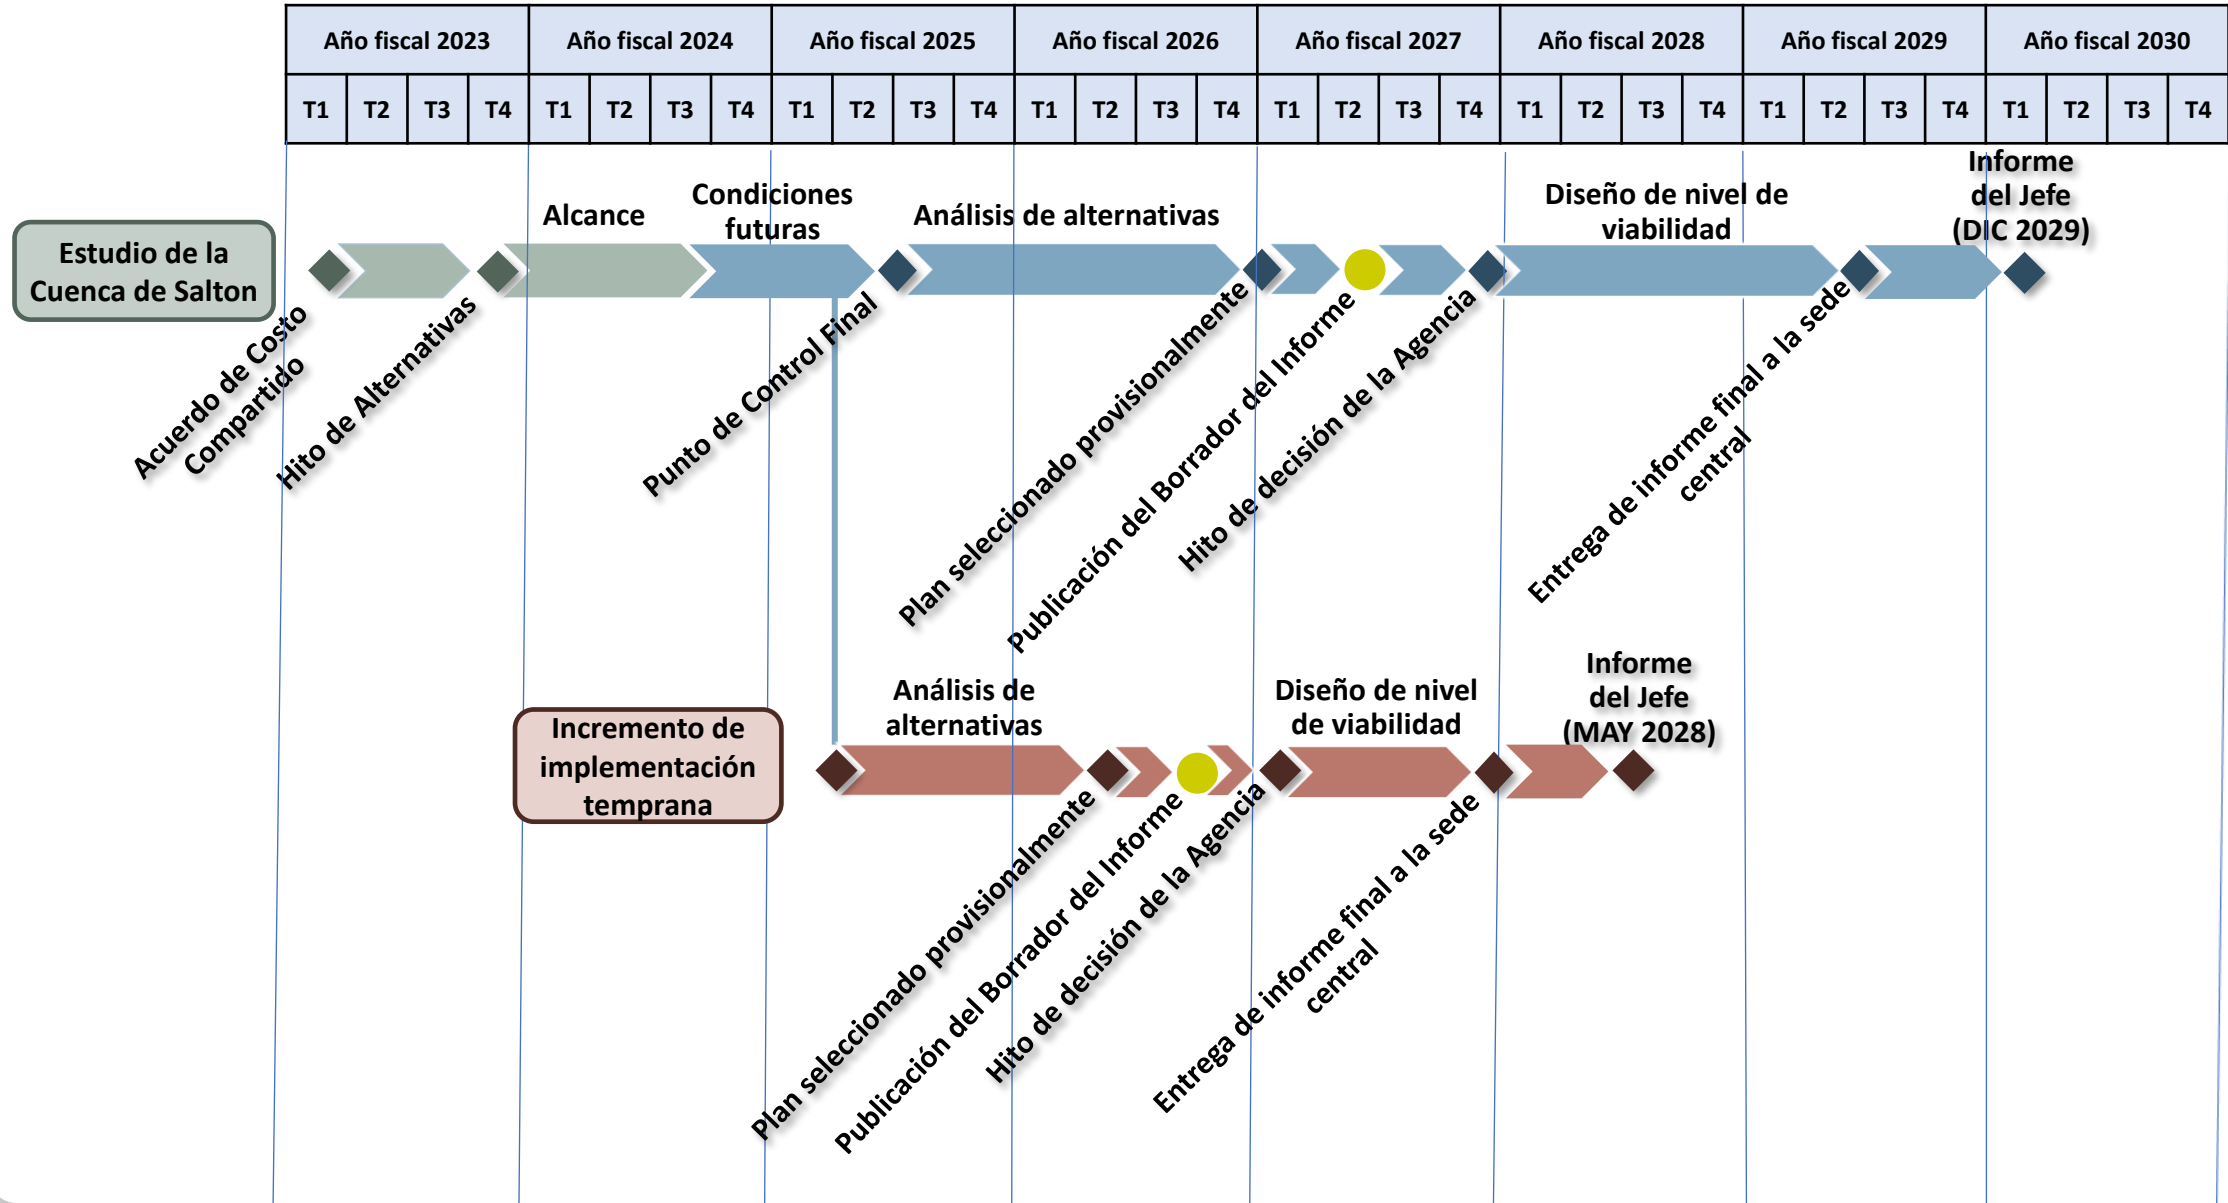 Año fiscal 2023 Año fiscal 2024 Año fiscal 2025 Año fiscal 2026 Año fiscal 2027 Año fiscal 2028 Año fiscal 2029 Año fiscal 2030
T1 T2 T3 T4 T1 T2 T3 T4 T1 T2 T3 T4 T1 T2 T3 T4 T1 T2 T3 T4 T1 T2 T3 T4 T1 T2 T3 T4 T1 T2 T3 T4
Estudio de la
Cuenca de Salton
Alcance
Condiciones
futuras
Análisis de alternativas
Diseño de nivel de
viabilidad
Informe
del Jefe
(DIC 2029)
Acuerdo de Costo
Compartido
Hito de Alternativas
Punto de Control Final
Plan seleccionado provisionalmente
Publicación del Borrador del Informe
Hito de decisión de la Agencia
Entrega de informe final a la sede
central
Incremento de
implementación
temprana
Análisis de
alternativas
Diseño de nivel
de viabilidad
Informe
del Jefe
(MAY 2028)
Plan seleccionado provisionalmente
Publicación del Borrador del Informe
Hito de decisión de la Agencia
Entrega de informe final a la sede
central